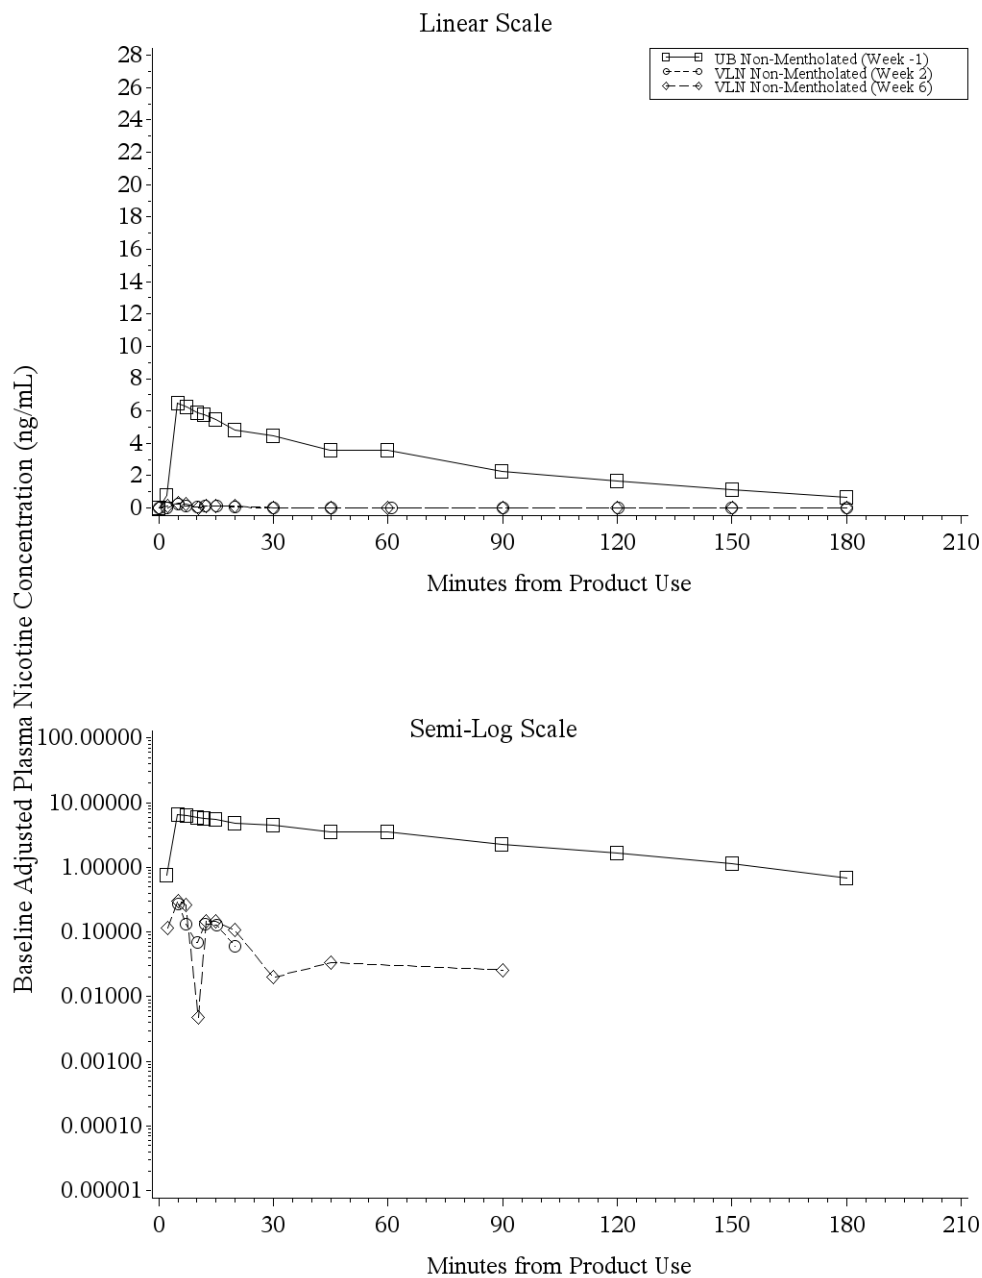 Linear Scale
28
26
24
22
20
18
16
14
12
10
8
6
4
2
0
UB Non-Mentholated (Week -1)
VLN Non-Mentholated (Week 2)
VLN Non-Mentholated (Week 6)
0 30 60 90 120 150 180 210
Minutes from Product Use
Baseline Adjusted Plasma Nicotine Concentration (ng/mL)
Semi-Log Scale
100.00000
10.00000
1.00000
0.10000
0.01000
0.00100
0.00010
0.00001
0 30 60 90 120 150 180 210
Minutes from Product Use